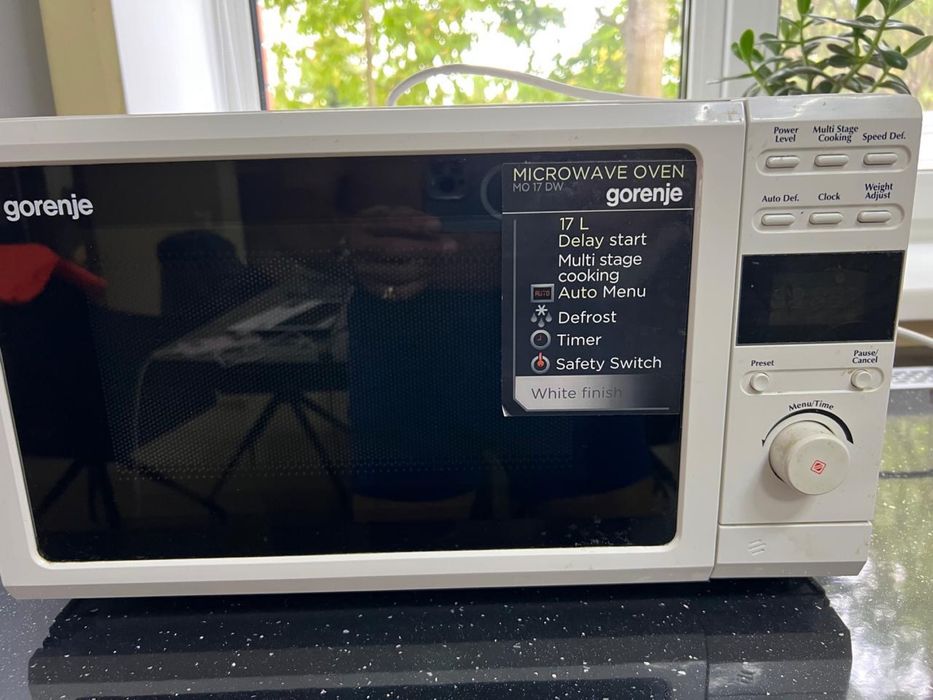 gorenje
MICROWAVE OVEN
MO 17 DW
gorenje
17 L
Delay start
Multi stage
cooking
AUTO
Auto Menu
Defrost
Timer
Safety Switch
White finish
Power
Level
Multi Stage
Cooking
Speed Def.
Auto Def.
Clock
Weight
Adjust
Preset
Pause/
Cancel
Menu/Time